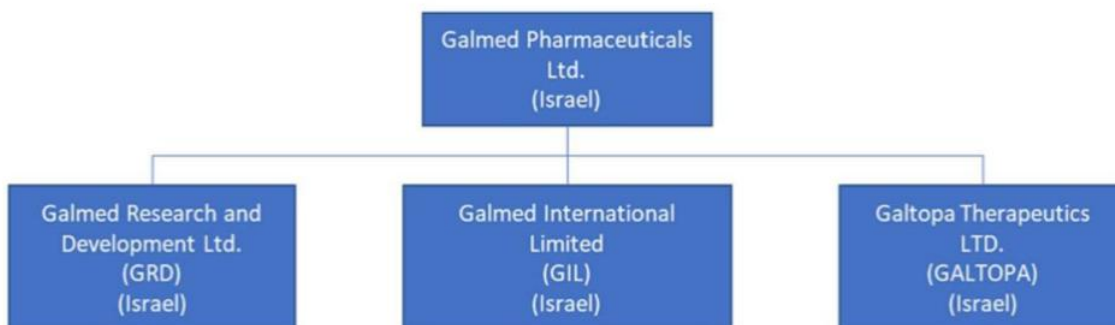 Galmed Pharmaceuticals
Ltd.
(Israel)
Galmed Research and
Development Ltd.
(GRD)
(Israel)
Galmed International
Limited
(GIL)
(Israel)
Galtopa Therapeutics
LTD.
(GALTOPA)
(Israel)